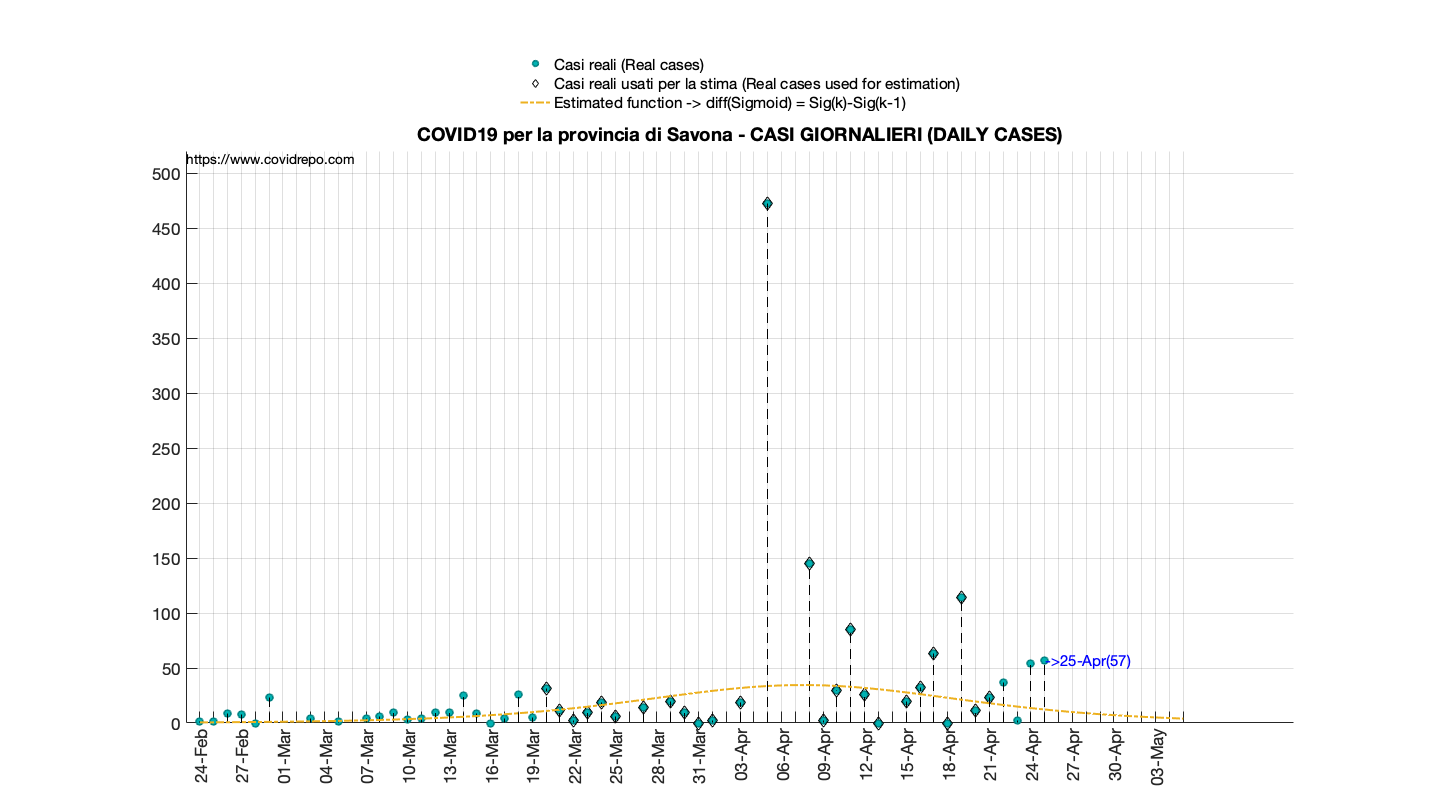 Casi reali (Real cases)
Casi reali usati per la stima (Real cases used for estimation)
Estimated function -> diff(Sigmoid) = Sig(k)-Sig(k-1)
COVID19 per la provincia di Savona - CASI GIORNALIERI (DAILY CASES)
https://www.covidrepo.com
500
450
400
350
300
250
200
150
100
50
0
->25-Apr(57)
24-Feb
27-Feb
01-Mar
04-Mar
07-Mar
10-Mar
13-Mar
16-Mar
19-Mar
22-Mar
25-Mar
28-Mar
31-Mar
03-Apr
06-Apr
09-Apr
12-Apr
15-Apr
18-Apr
21-Apr
24-Apr
27-Apr
30-Apr
03-May